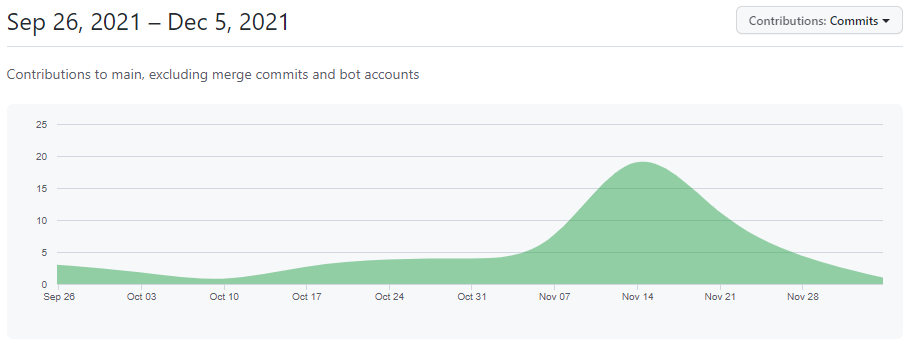 Sep 26, 2021 – Dec 5, 2021
Contributions: Commits
Contributions to main, excluding merge commits and bot accounts
25
20
15
10
5
0
Sep 26 Oct 03 Oct 10 Oct 17 Oct 24 Oct 31 Nov 07 Nov 14 Nov 21 Nov 28